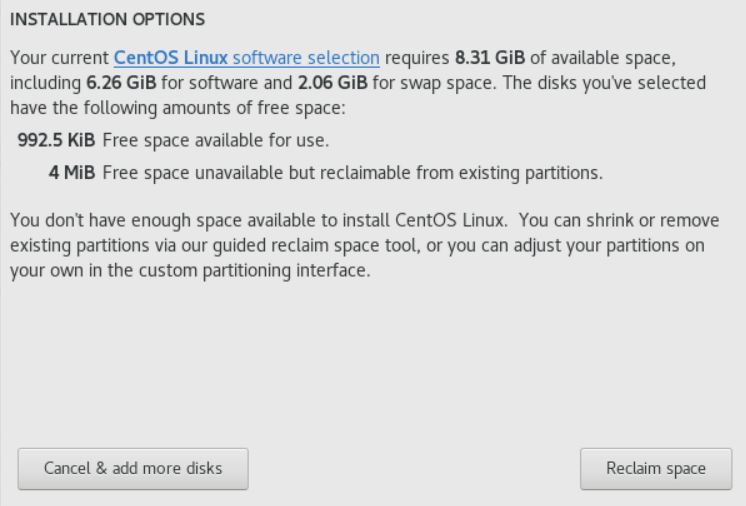 INSTALLATION OPTIONS
Your current CentOS Linux software selection requires 8.31 GiB of available space,
including 6.26 GiB for software and 2.06 GiB for swap space. The disks you've selected
have the following amounts of free space:
992.5 KiB Free space available for use.
4 MiB Free space unavailable but reclaimable from existing partitions.
You don't have enough space available to install CentOS Linux. You can shrink or remove
existing partitions via our guided reclaim space tool, or you can adjust your partitions on
your own in the custom partitioning interface.
Cancel & add more disks
Reclaim space